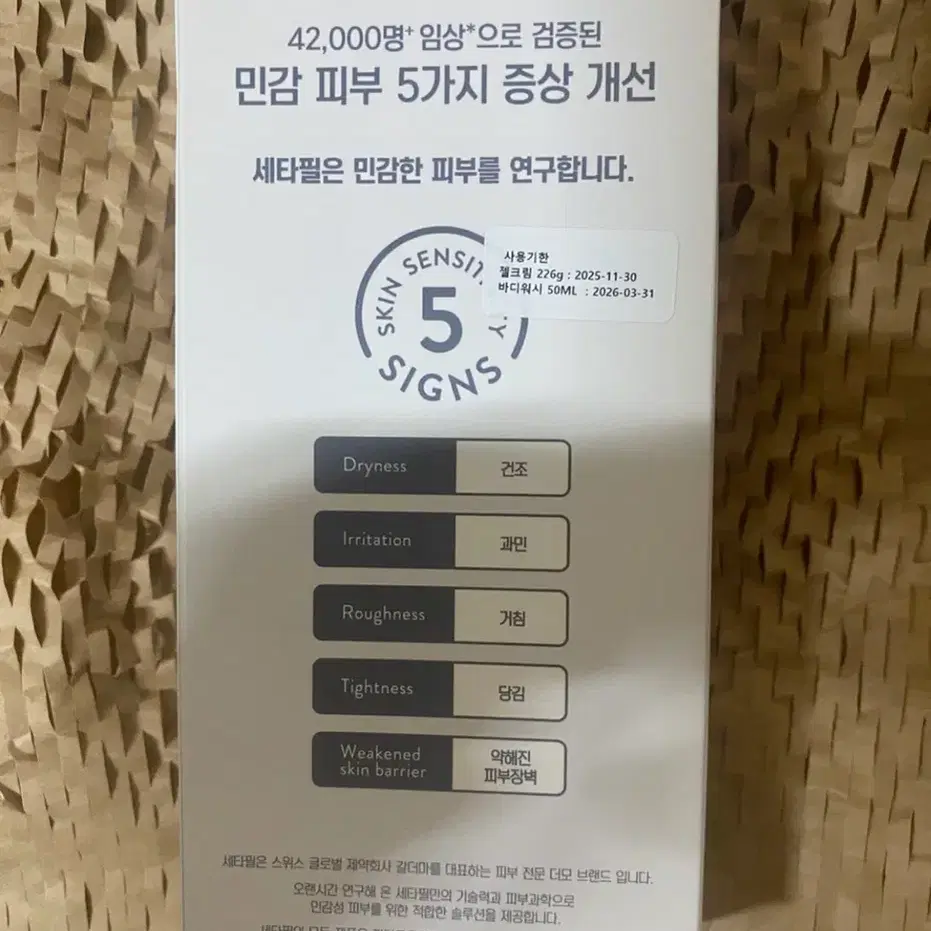 42,000명+ 임상*으로 검증된
민감 피부 5가지 증상 개선
세타필은 민감한 피부를 연구합니다.
SKIN SENSITI
Y
5
SIGNS
사용기한
젤크림 226g : 2025-11-30
바디워시 50ML : 2026-03-31
Dryness 건조
Irritation 과민
Roughness 거침
Tightness 당김
Weakened
skin barrier
약해진
피부장벽
세타필은 스위스 글로벌 제약회사 갈더마를 대표하는 피부 전문 더모 브랜드 입니다.
오랜시간 연구해 온 세타필만의 기술력과 피부과학으로
민감성 피부를 위한 적합한 솔루션을 제공합니다.